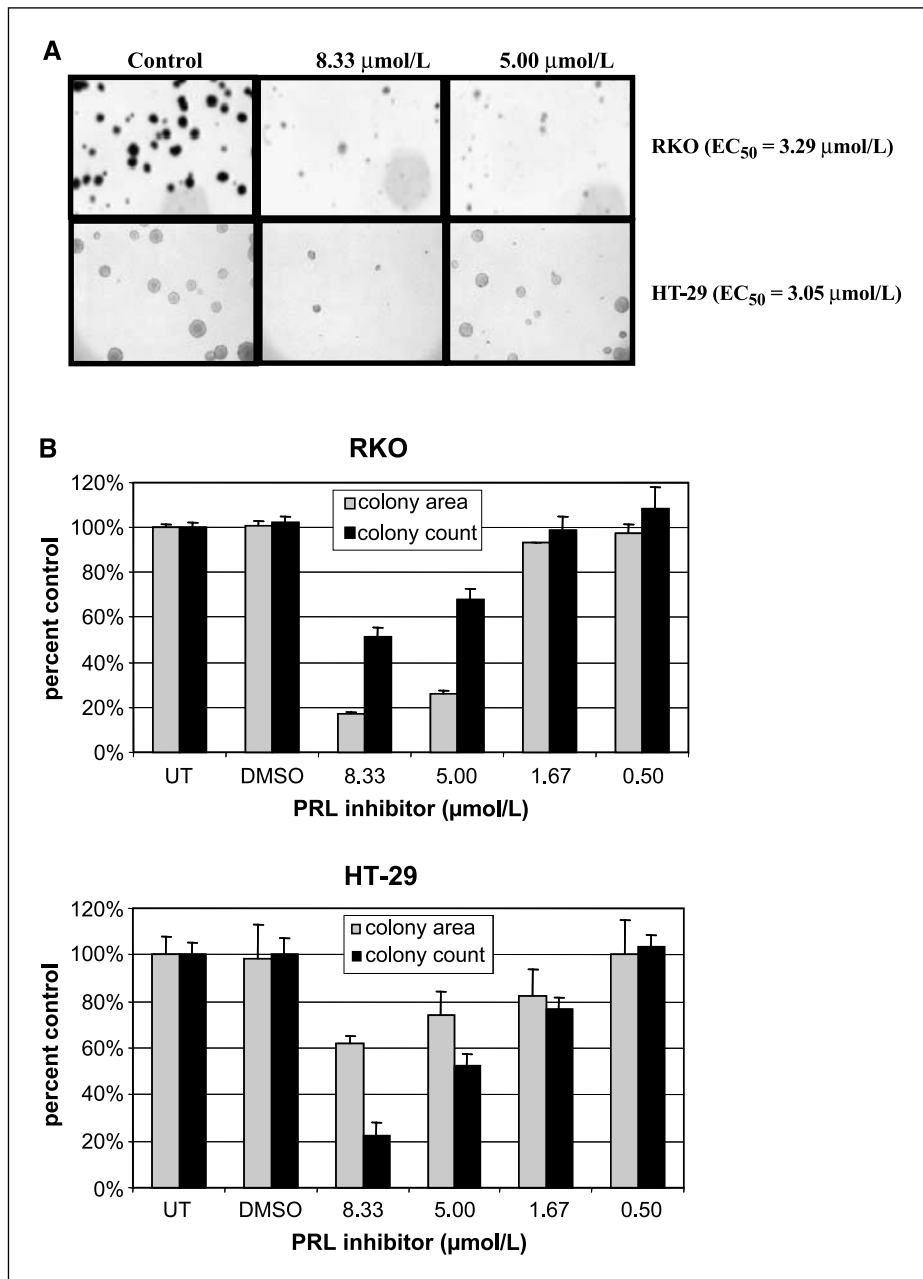 A
Control
8.33 μmol/L
5.00 μmol/L
RKO (EC50 = 3.29 μmol/L)
HT-29 (EC50 = 3.05 μmol/L)
B
RKO
120%
100%
80%
60%
40%
20%
0%
percent control
colony area
colony count
UT DMSO 8.33 5.00 1.67 0.50
PRL inhibitor (μmol/L)
HT-29
120%
100%
80%
60%
40%
20%
0%
percent control
colony area
colony count
UT DMSO 8.33 5.00 1.67 0.50
PRL inhibitor (μmol/L)